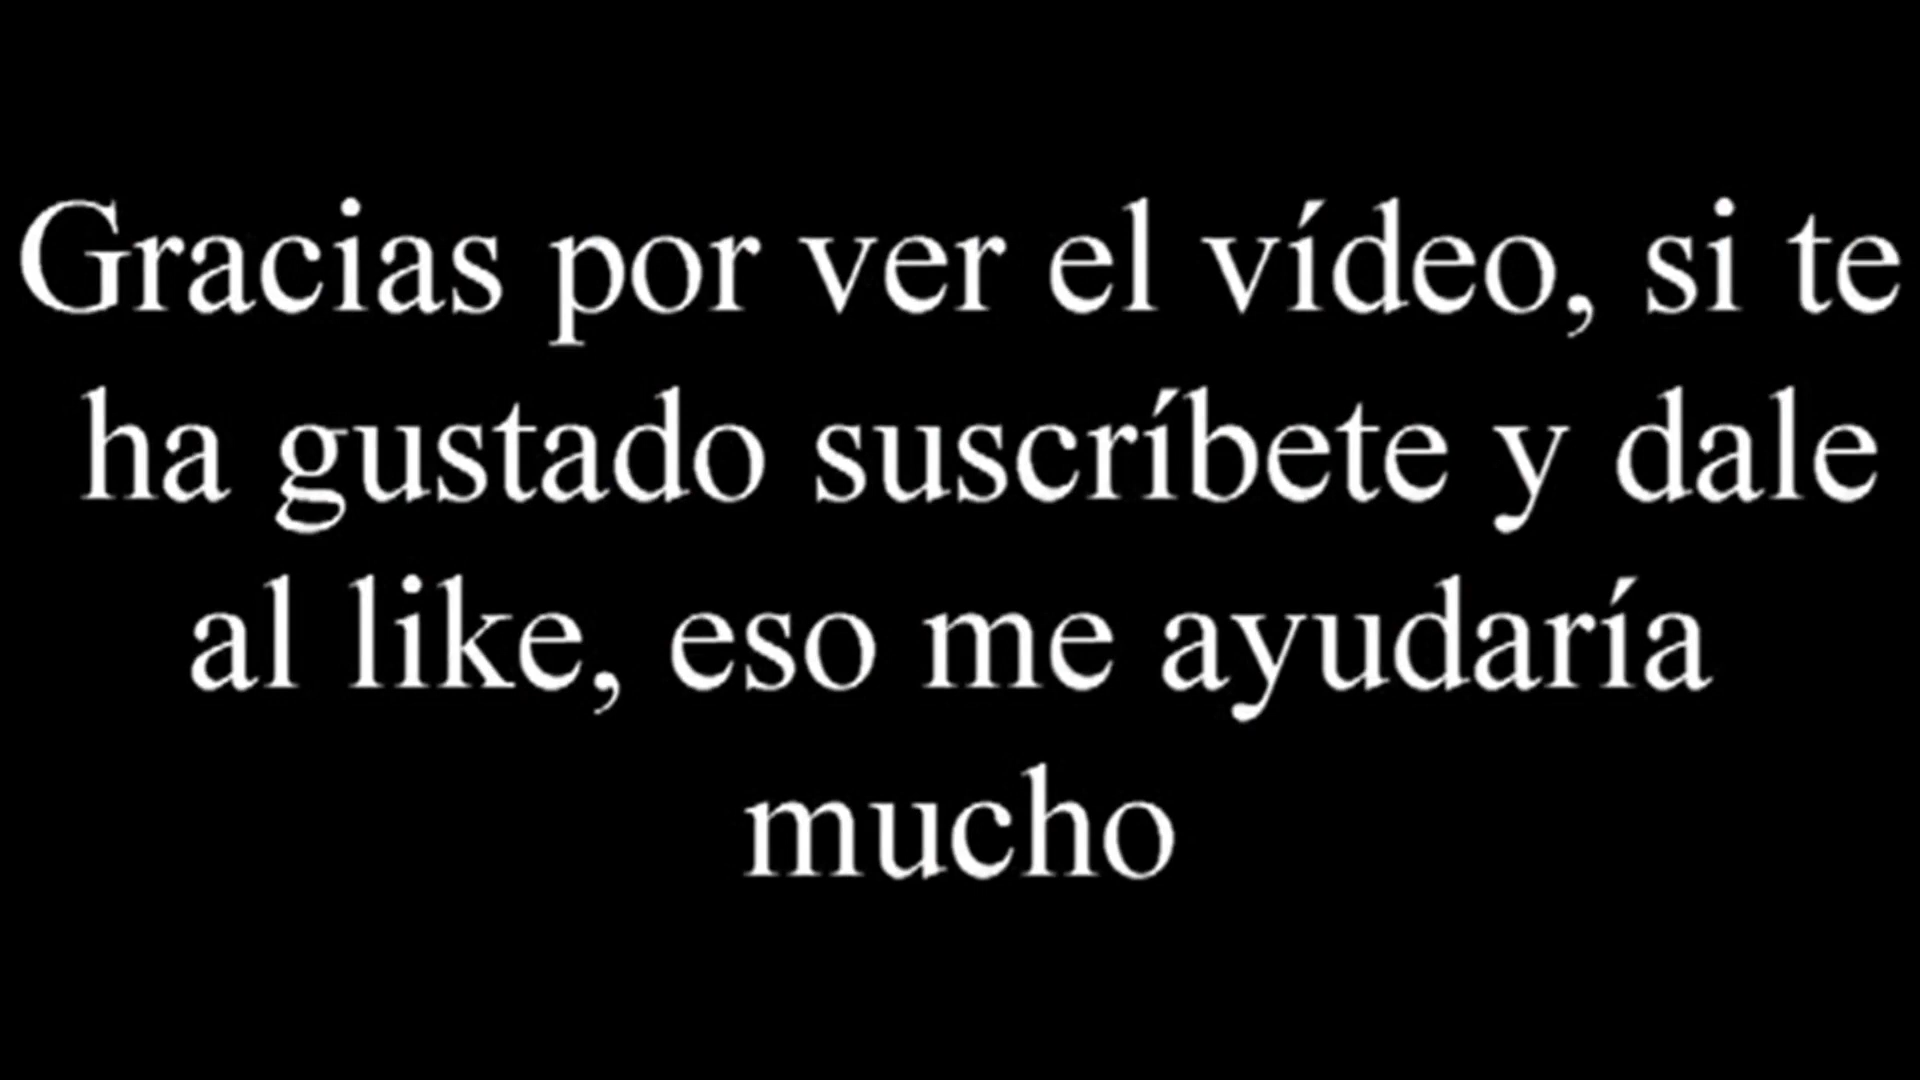 Gracias por ver el vídeo, si te
ha gustado suscríbete y dale
al like, eso me ayudaría
mucho